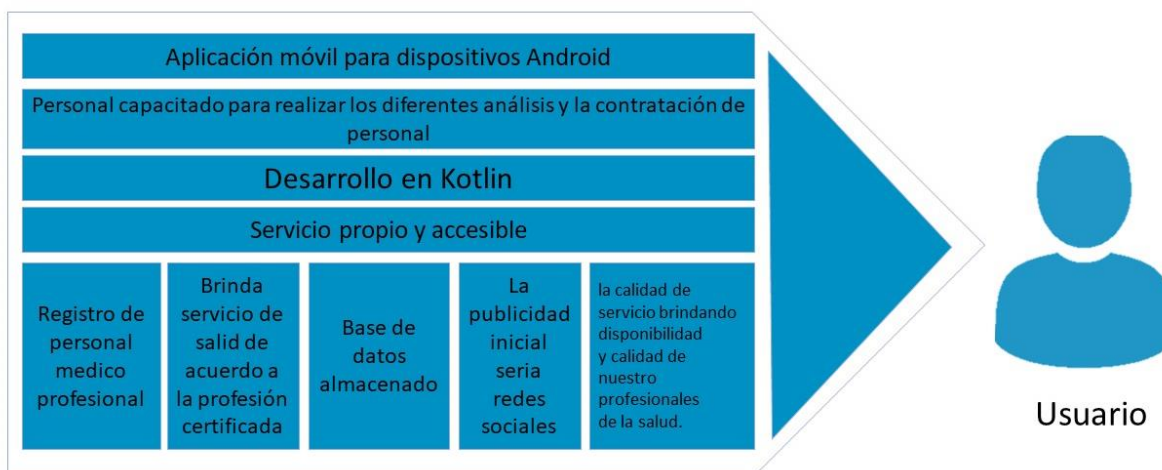 Aplicación móvil para dispositivos Android
Personal capacitado para realizar los diferentes análisis y la contratación de
personal
Desarrollo en Kotlin
Servicio propio y accesible
Registro de
personal
medico
profesional
Brinda
servicio de
salid de
acuerdo a
la profesión
certificada
Base de
datos
almacenado
La
publicidad
inicial
seria
redes
sociales
la calidad de
servicio brindando
disponibilidad
y calidad de
nuestro
profesionales
de la salud.
Usuario